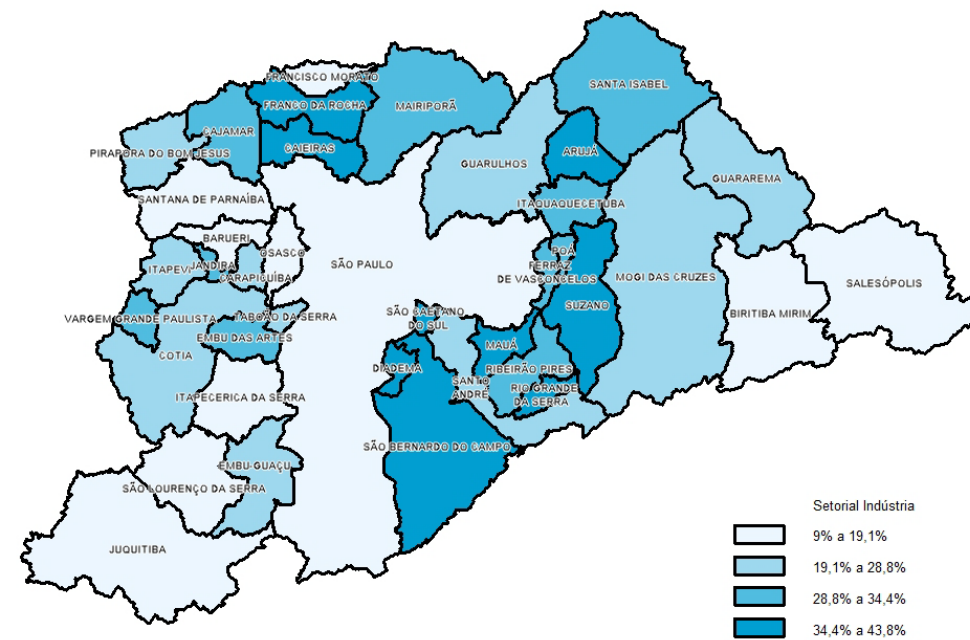 FRANCISCO MORATO
FRANCO DA ROCHA
MAIRIPORÃ
SANTA ISABEL
CAJAMAR
CAIEIRAS
PIRAPORA DO BOM JESUS
GUARULHOS
ARUJÁ
GUARAREMA
SANTANA DE PARNAÍBA
ITAQUAQUECETUBA
BARUERI
OSASCO
SÃO PAULO
POÁ
ITAPEVI
JANDIRA
CARAPICUÍBA
FERRAZ
DE VASCONCELOS
MOGI DAS CRUZES
SALESÓPOLIS
SUZANO
BIRITIBA MIRIM
VARGEM GRANDE PAULISTA
TABOÃO DA SERRA
SÃO CAETANO
DO SUL
EMBU DAS ARTES
MAUÁ
COTIA
DIADEMA
RIBEIRÃO PIRES
SANTO
ANDRÉ
RIO GRANDE
DA SERRA
ITAPECERICA DA SERRA
SÃO BERNARDO DO CAMPO
EMBU-GUAÇU
SÃO LOURENÇO DA SERRA
JUQUITIBA
Setorial Indústria
9% a 19,1%
19,1% a 28,8%
28,8% a 34,4%
34,4% a 43,8%